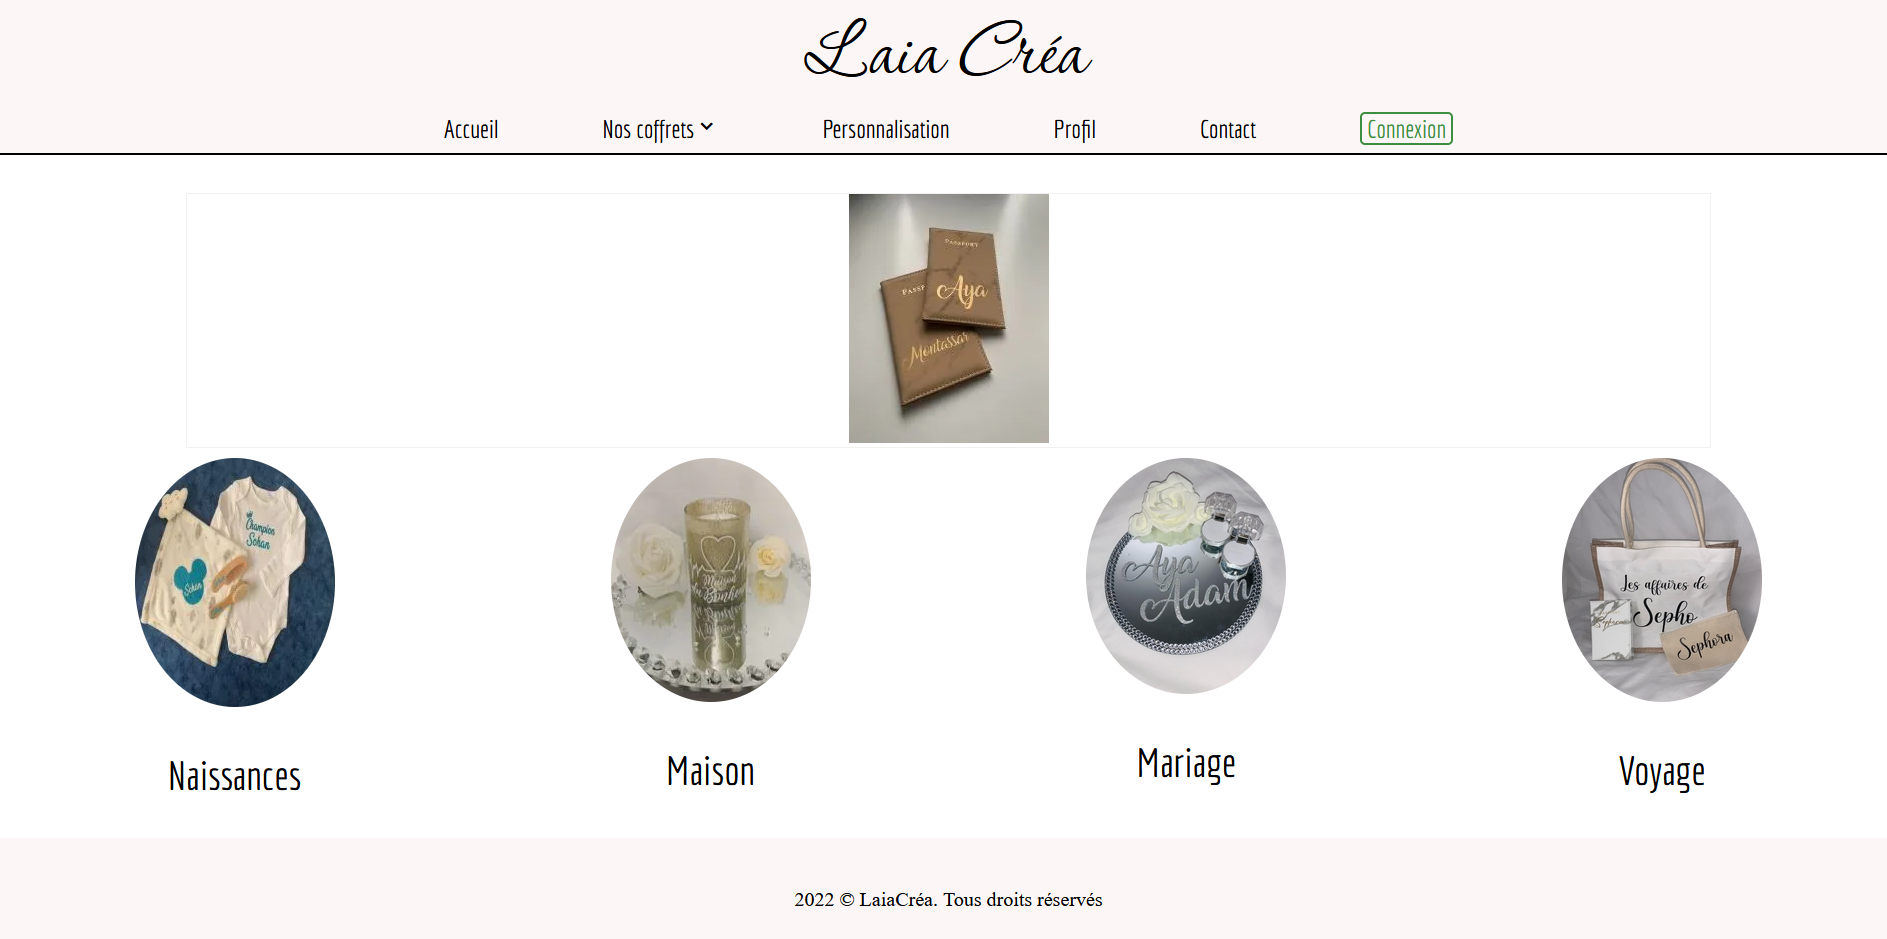 Laia Créa
Accueil
Nos coffrets
Personnalisation
Profil
Contact
Connexion
PASSPORT
Aya
Montassar
Champion
Sohan
Sohan
Maison
du Bonheur
Aya
Adam
Les affaires de
Sepho
Sephora
Naissances
Maison
Mariage
Voyage
2022 © LaiaCréa. Tous droits réservés